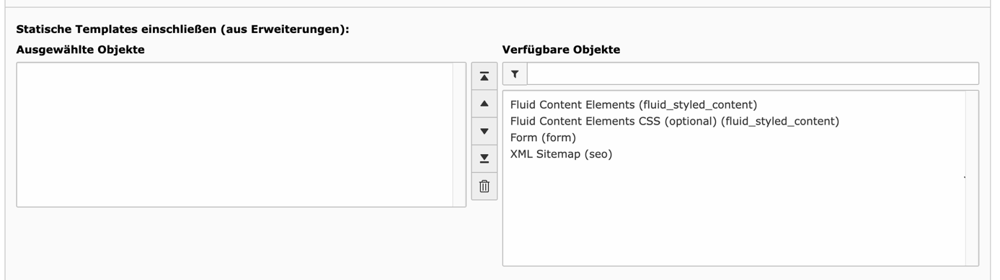 Statische Templates einschließen (aus Erweiterungen):
Ausgewählte Objekte
Verfügbare Objekte
Fluid Content Elements (fluid_styled_content)
Fluid Content Elements CSS (optional) (fluid_styled_content)
Form (form)
XML Sitemap (seo)